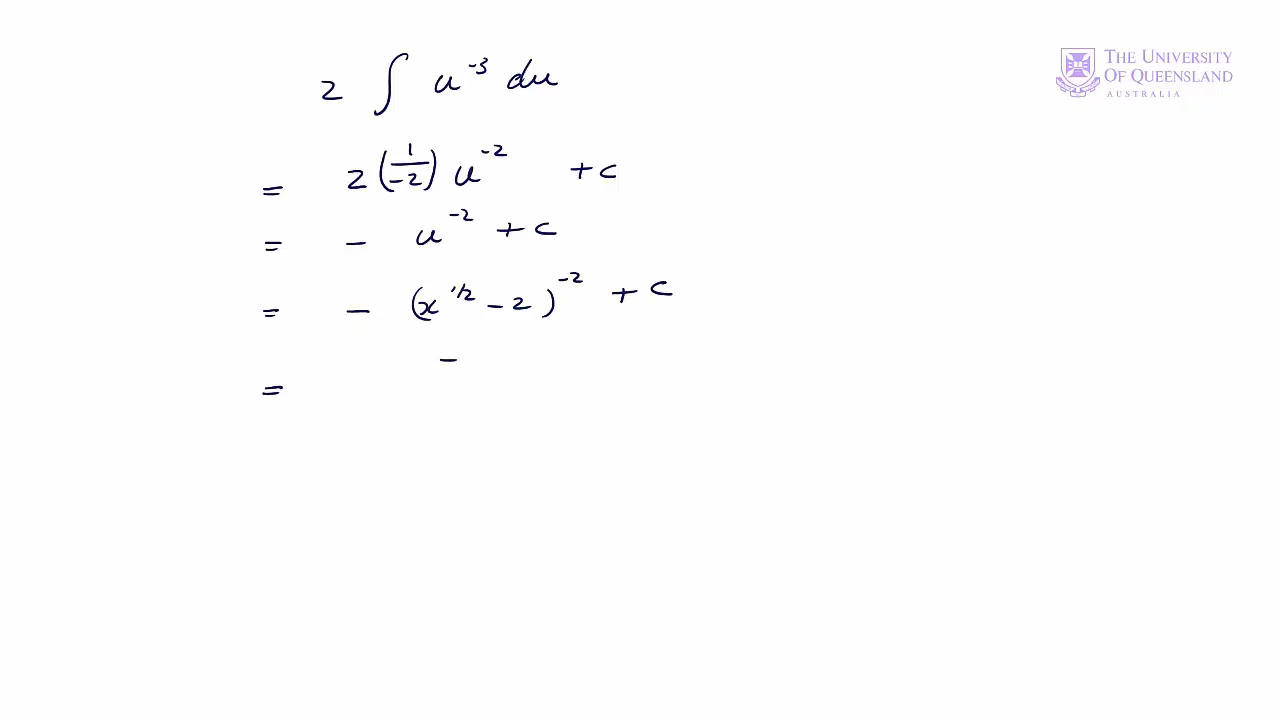 2 ∫ u⁻³ du
= 2 (1/-2) u⁻² + c
= - u⁻² + c
= - (x^1/2 - 2)⁻² + c
= -
THE UNIVERSITY
OF QUEENSLAND
AUSTRALIA